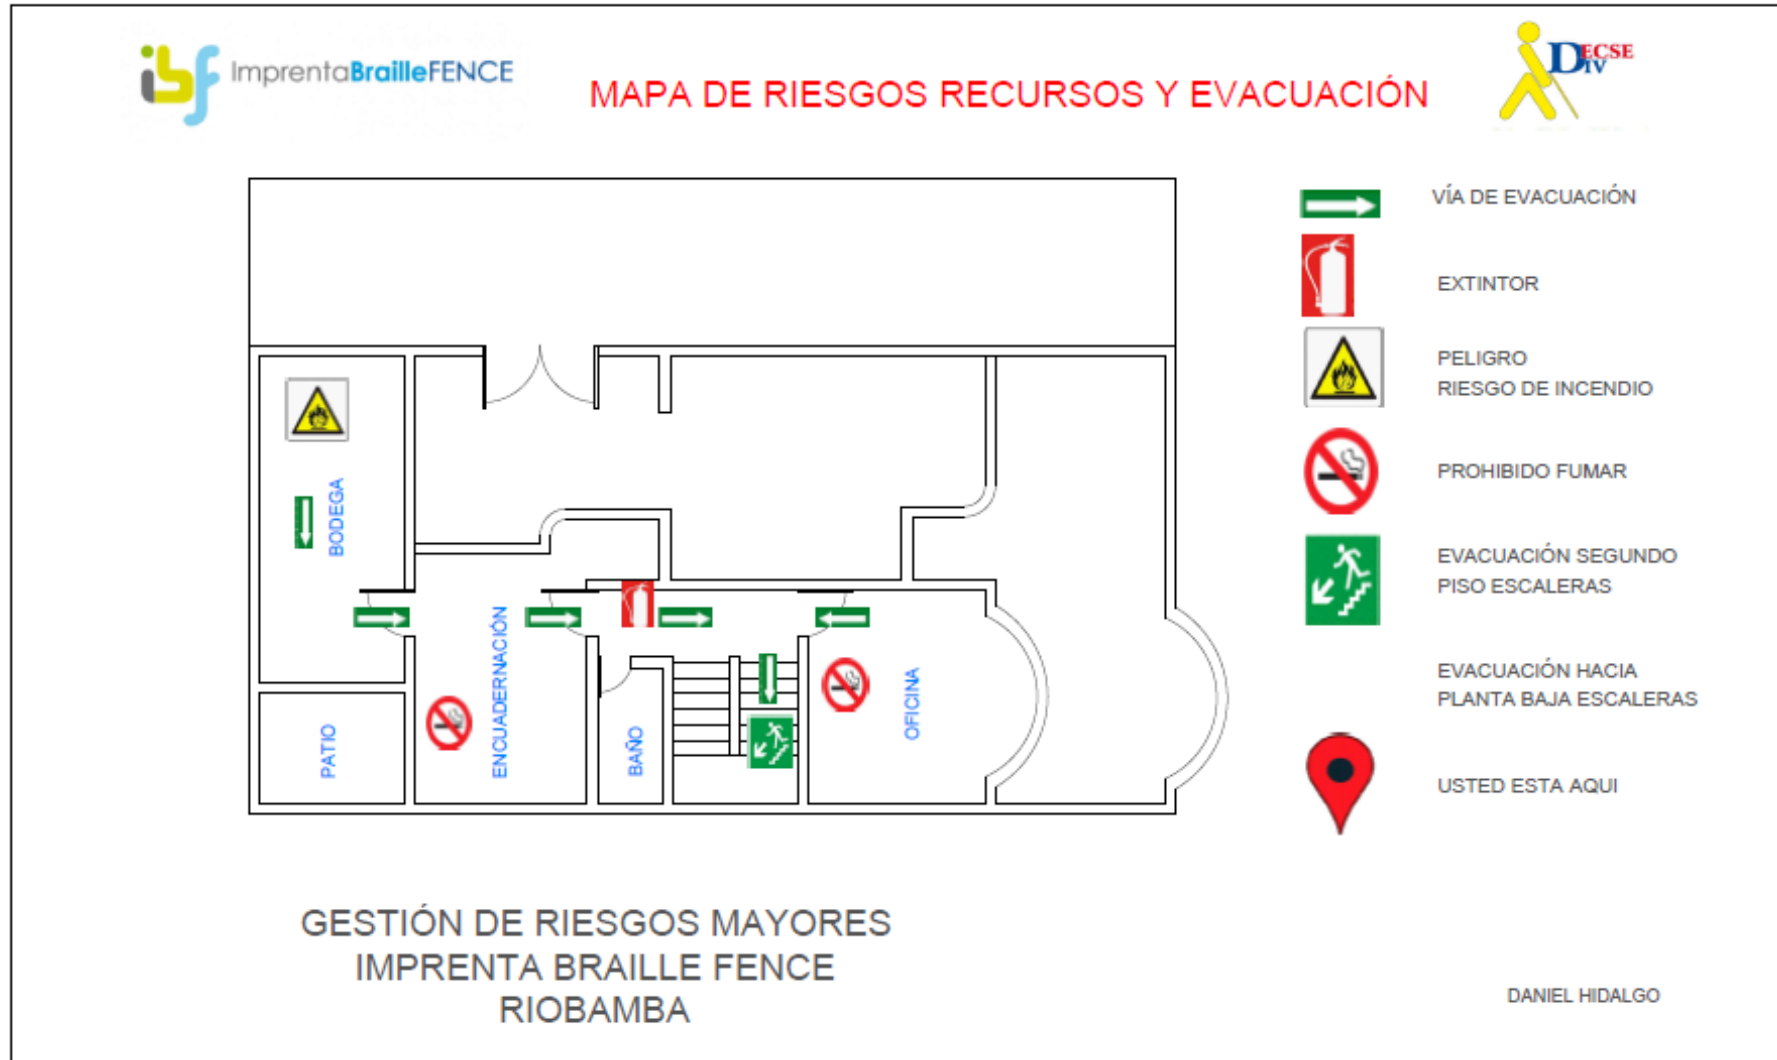 ibf ImprentaBrailleFENCE
MAPA DE RIESGOS RECURSOS Y EVACUACIÓN
DECSE
DIV
VÍA DE EVACUACIÓN
EXTINTOR
PELIGRO
RIESGO DE INCENDIO
PROHIBIDO FUMAR
EVACUACIÓN SEGUNDO
PISO ESCALERAS
EVACUACIÓN HACIA
PLANTA BAJA ESCALERAS
USTED ESTA AQUI
BODEGA
PATIO
ENCUADERNACIÓN
BAÑO
OFICINA
GESTIÓN DE RIESGOS MAYORES
IMPRENTA BRAILLE FENCE
RIOBAMBA
DANIEL HIDALGO